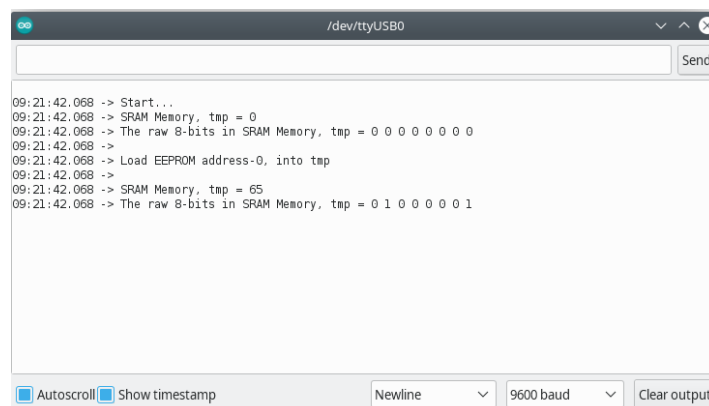 /dev/ttyUSB0
Send
09:21:42.068 -> Start...
09:21:42.068 -> SRAM Memory, tmp = 0
09:21:42.068 -> The raw 8-bits in SRAM Memory, tmp = 0 0 0 0 0 0 0 0
09:21:42.068 ->
09:21:42.068 -> Load EEPROM address-0, into tmp
09:21:42.068 ->
09:21:42.068 -> SRAM Memory, tmp = 65
09:21:42.068 -> The raw 8-bits in SRAM Memory, tmp = 0 1 0 0 0 0 0 1
Autoscroll Show timestamp Newline 9600 baud Clear output